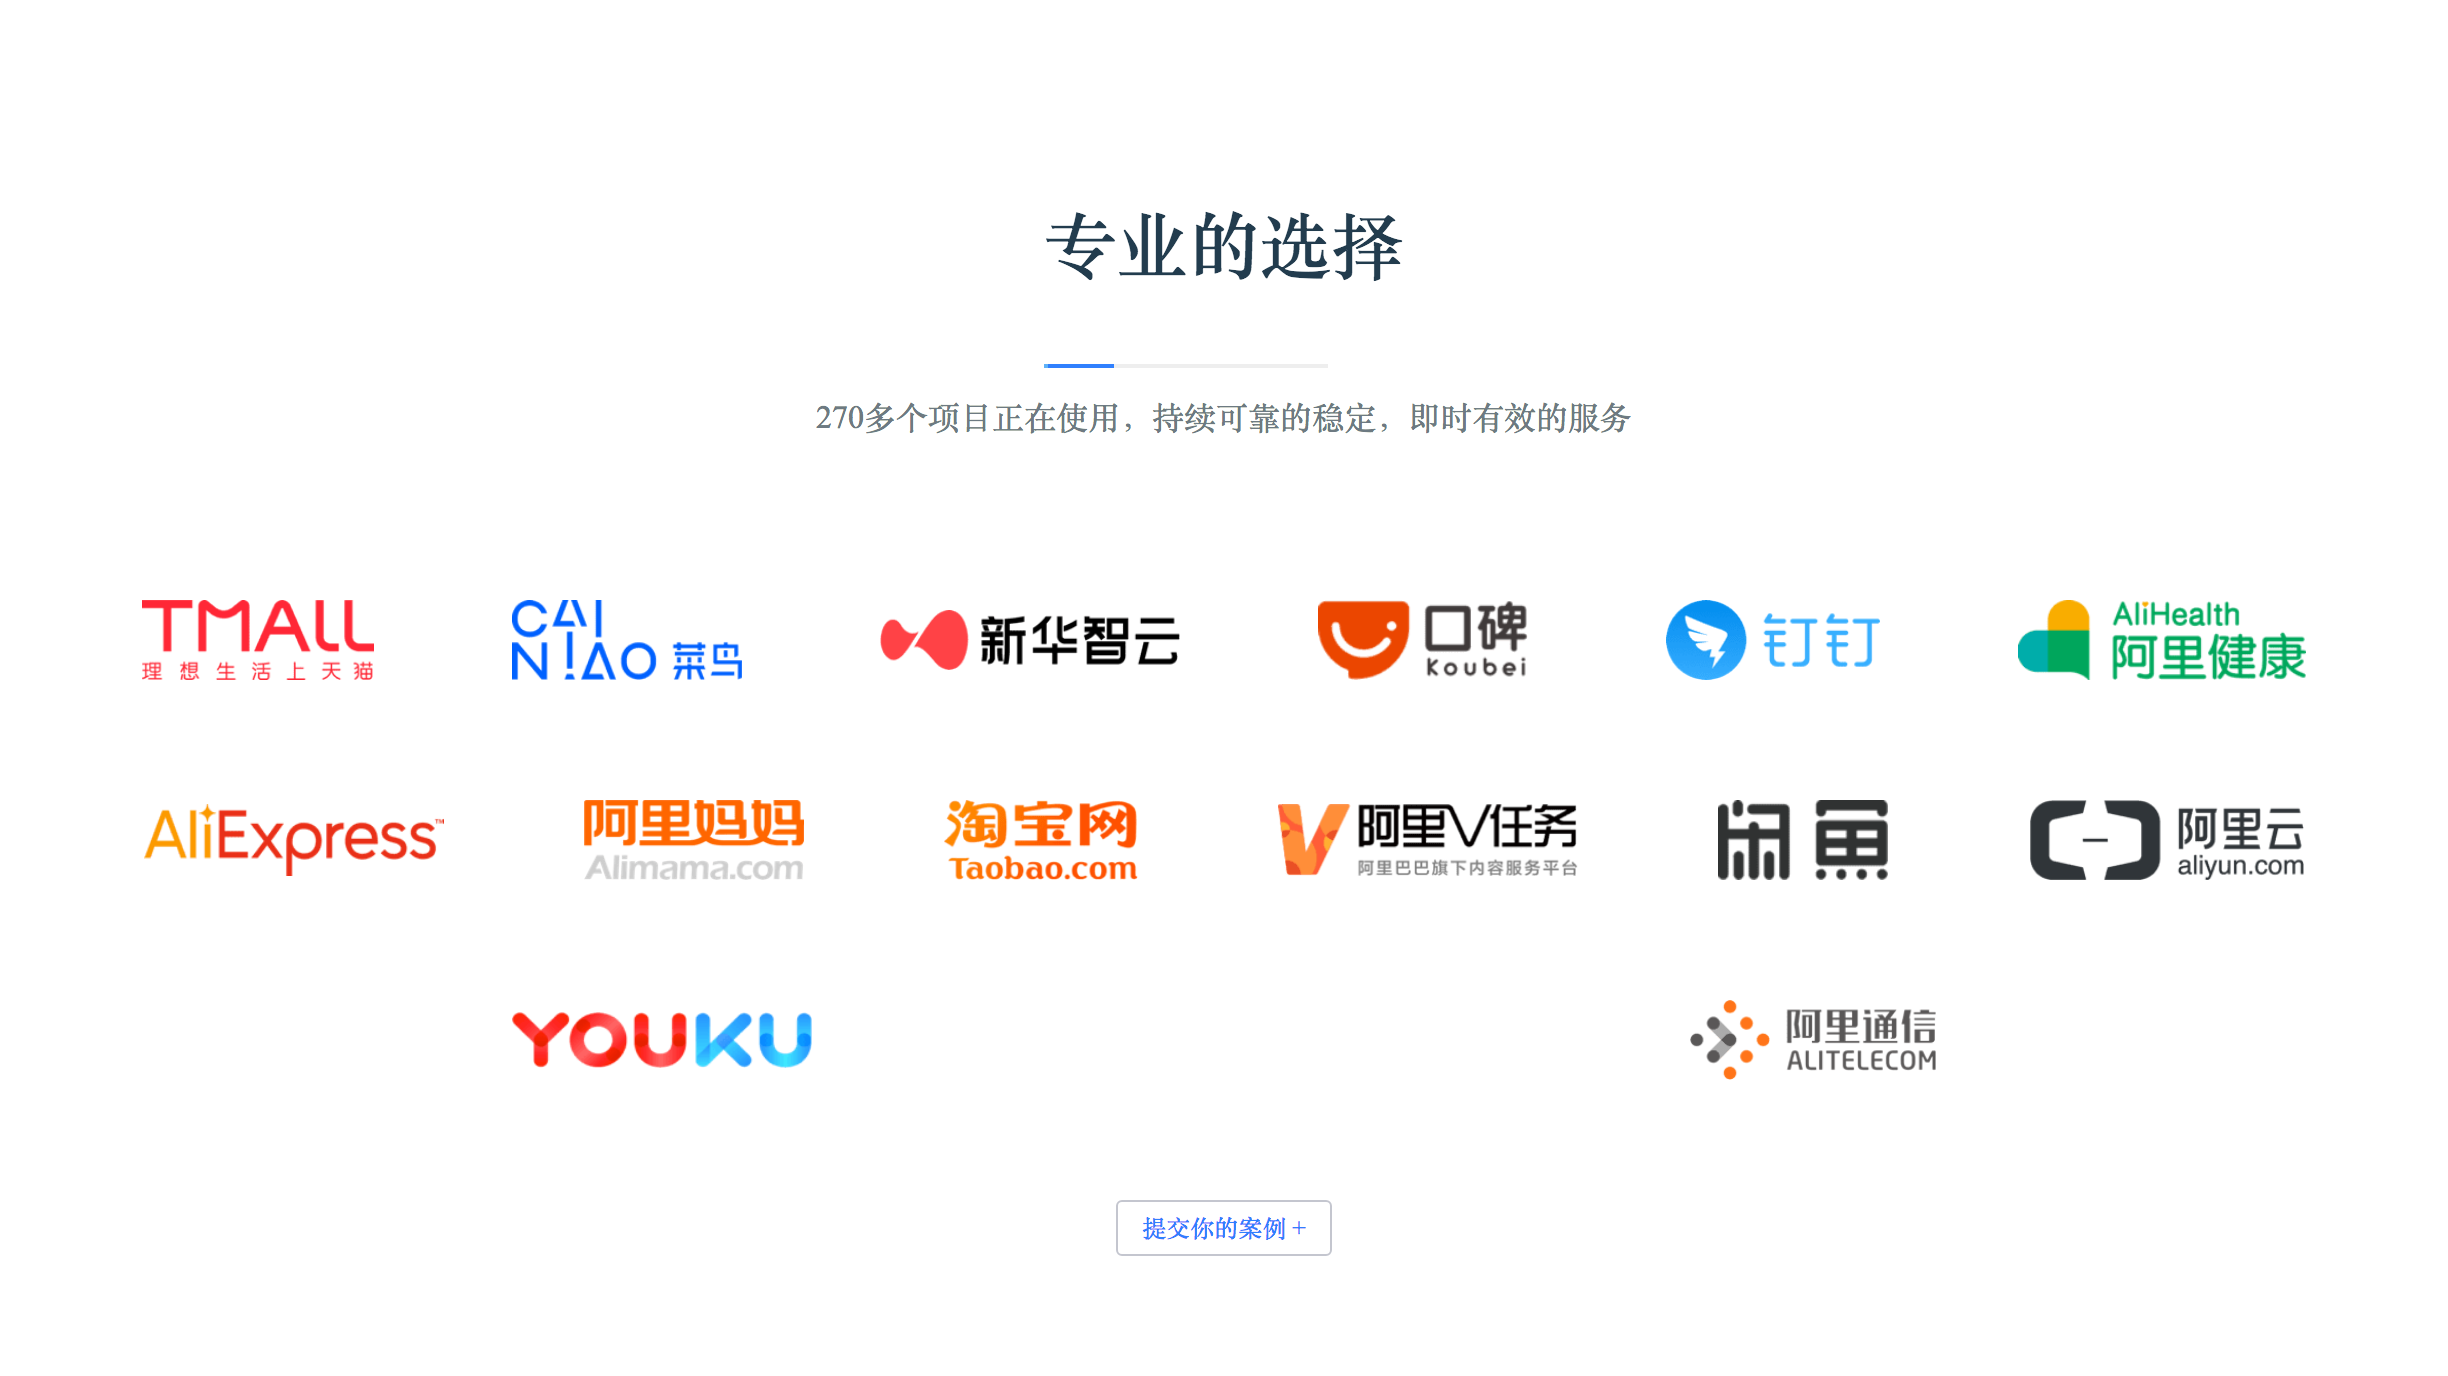 专业的选择
270多个项目正在使用，持续可靠的稳定，即时有效的服务
TMALL
理想生活上天猫
CAI
NIAO 菜鸟
新华智云
口碑
Koubei
钉钉
AliHealth
阿里健康
AliExpress™
阿里妈妈
Alimama.com
淘宝网
Taobao.com
阿里V任务
阿里巴巴旗下内容服务平台
闲鱼
阿里云
aliyun.com
YOUKU
阿里通信
ALITELECOM
提交你的案例 +